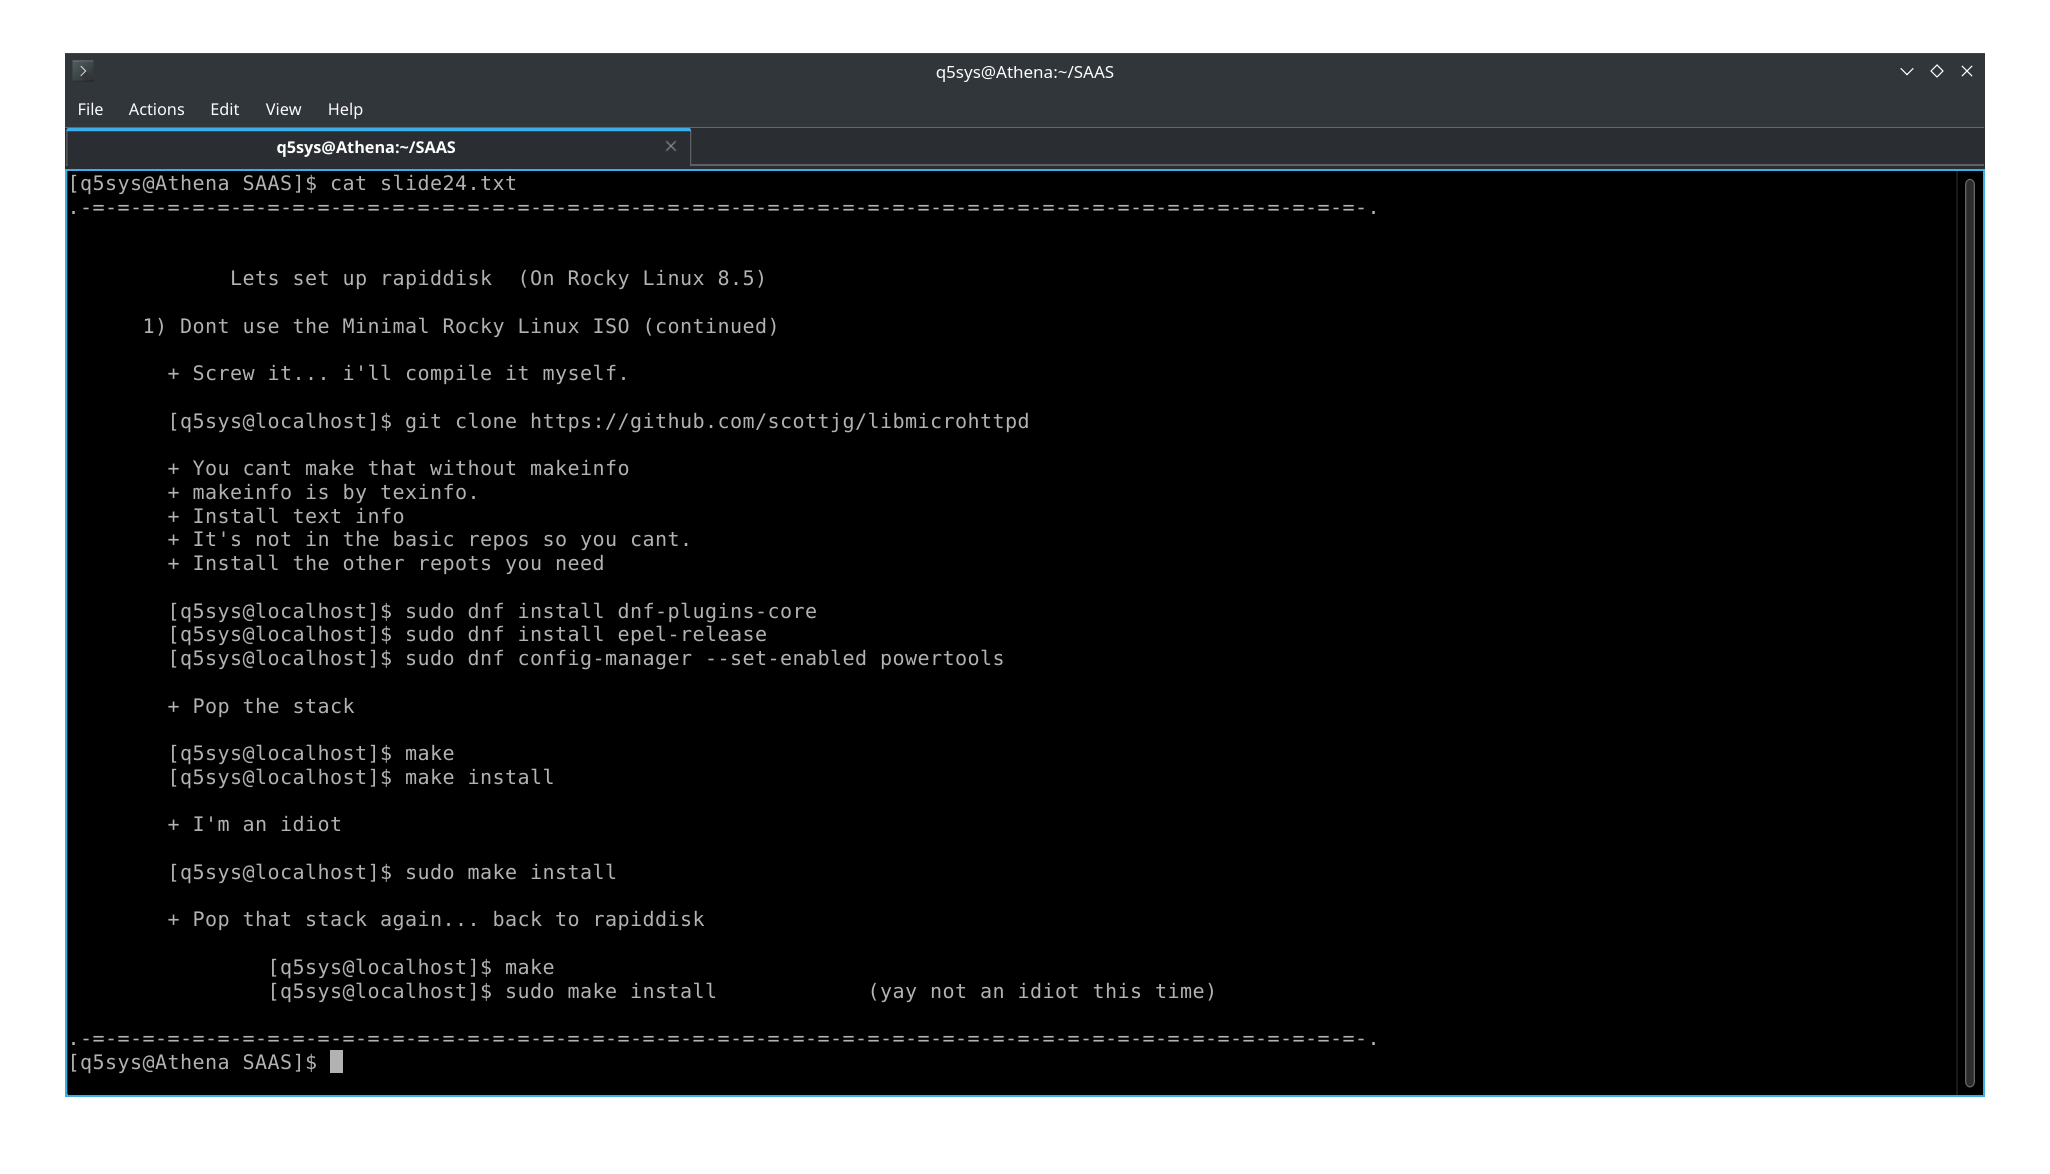 q5sys@Athena:~/SAAS
File Actions Edit View Help
q5sys@Athena:~/SAAS
[q5sys@Athena SAAS]$ cat slide24.txt
.-=-=-=-=-=-=-=-=-=-=-=-=-=-=-=-=-=-=-=-=-=-=-=-=-=-=-=-=-=-=-=-=-=-=-=-=-=-=-=-=-=-=-=-=-=-=-=-=-=-=-=-.
Lets set up rapiddisk  (On Rocky Linux 8.5)
1) Dont use the Minimal Rocky Linux ISO (continued)
+ Screw it... i'll compile it myself.
[q5sys@localhost]$ git clone https://github.com/scottjg/libmicrohttpd
+ You cant make that without makeinfo
+ makeinfo is by texinfo.
+ Install text info
+ It's not in the basic repos so you cant.
+ Install the other repots you need
[q5sys@localhost]$ sudo dnf install dnf-plugins-core
[q5sys@localhost]$ sudo dnf install epel-release
[q5sys@localhost]$ sudo dnf config-manager --set-enabled powertools
+ Pop the stack
[q5sys@localhost]$ make
[q5sys@localhost]$ make install
+ I'm an idiot
[q5sys@localhost]$ sudo make install
+ Pop that stack again... back to rapiddisk
[q5sys@localhost]$ make
[q5sys@localhost]$ sudo make install            (yay not an idiot this time)
.-=-=-=-=-=-=-=-=-=-=-=-=-=-=-=-=-=-=-=-=-=-=-=-=-=-=-=-=-=-=-=-=-=-=-=-=-=-=-=-=-=-=-=-=-=-=-=-=-=-=-=-.
[q5sys@Athena SAAS]$